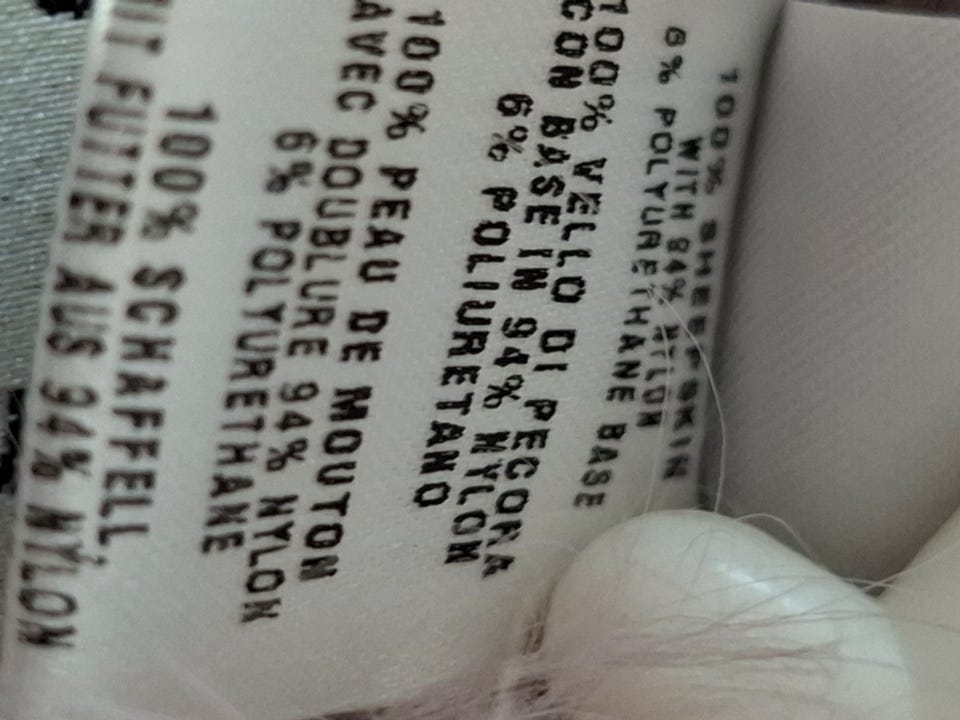 100% SHEEPSKIN
WITH 94% NYLON
6% POLYURETHANE BASE
100% VELLO DI PECORA
CON BASE IN 94% NYLON
6% POLIURETANO
100% PEAU DE MOUTON
AVEC DOUBLURE 94% NYLON
6% POLYURETHANE
100% SCHAFFELL,
MIT FUTTER AUS 94% NYLON